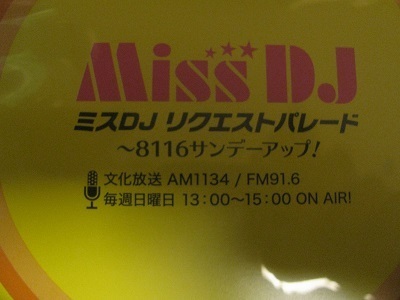 Miss DJ
ミスDJ リクエストパレード
～8116サンデーアップ!
文化放送 AM1134 / FM91.6
毎週日曜日 13：00～15：00 ON AIR!